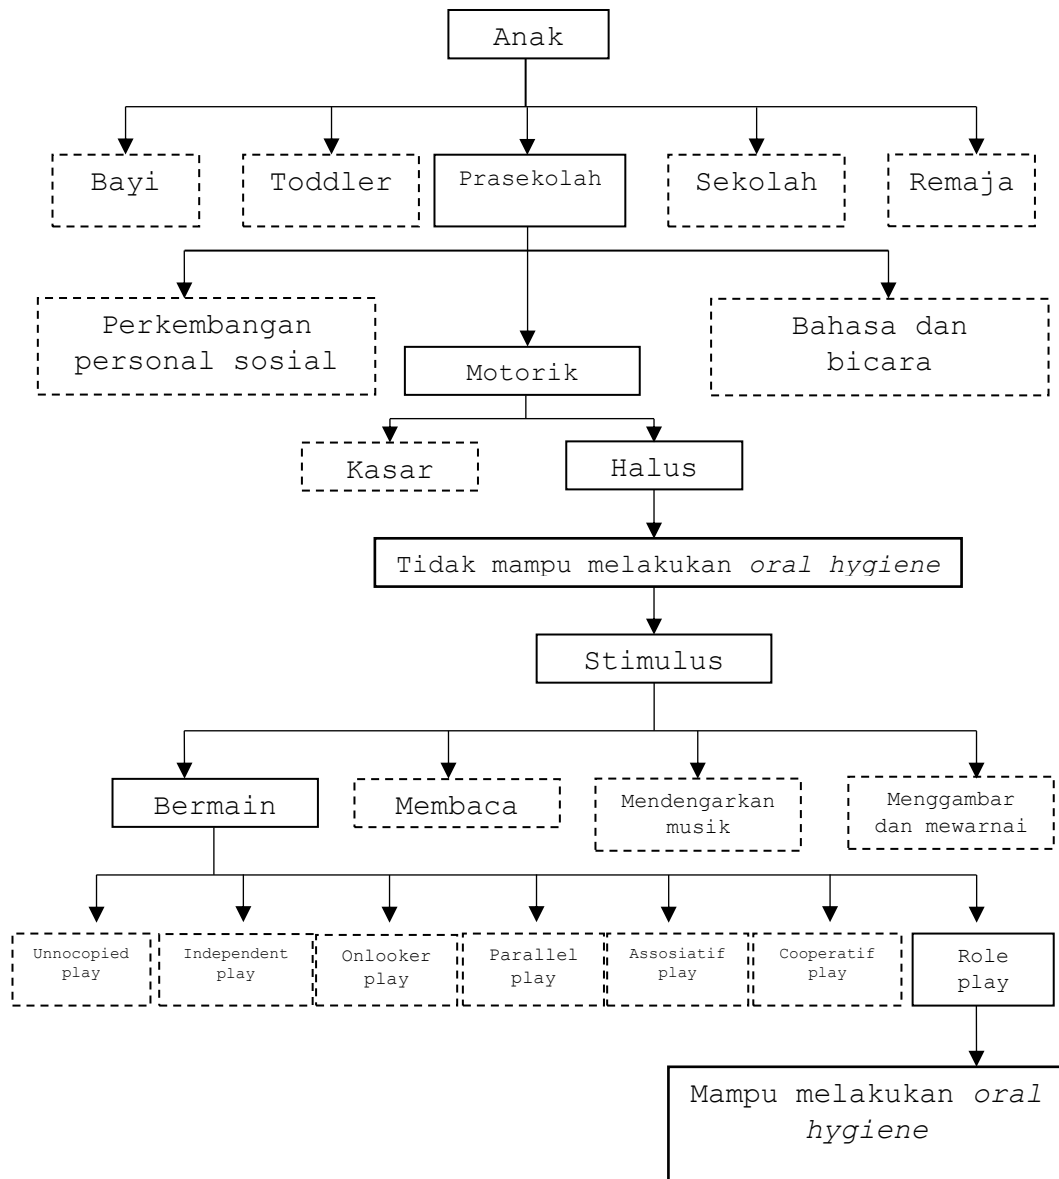 Anak
Bayi
Toddler
Prasekolah
Sekolah
Remaja
Perkembangan
personal sosial
Bahasa dan
bicara
Motorik
Kasar
Halus
Tidak mampu melakukan oral hygiene
Stimulus
Bermain
Membaca
Mendengarkan
musik
Menggambar
dan mewarnai
Unnocopied
play
Independent
play
Onlooker
play
Parallel
play
Assosiatif
play
Cooperatif
play
Role
play
Mampu melakukan oral
hygiene